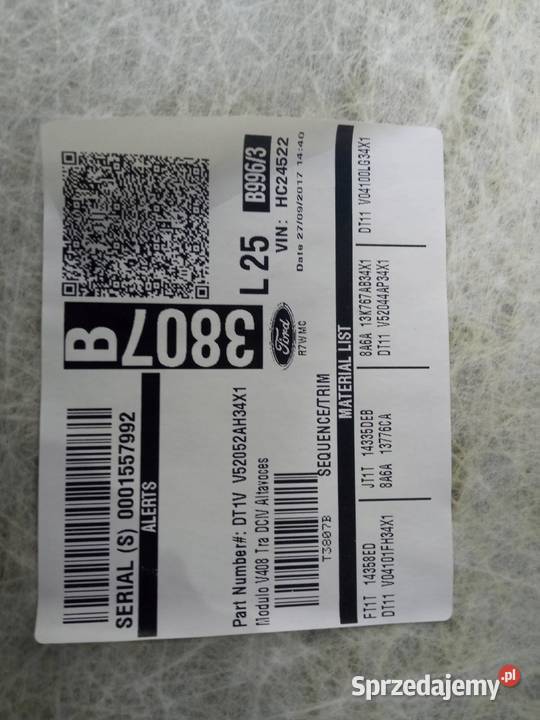 SERIAL (S) 0001557992
B
3807
L 25
B996/3
VIN: HC24522
Date 27/09/2017 14:40
Ford
R7WMC
ALERTS
Part Number#: DT1V V52052AH34X1
Modulo V408 Tra DCIV Altavoces
T3807B
SEQUENCE/TRIM
MATERIAL LIST
FT1T 14358ED
DT11 V04101FH34X1
JT1T 14335DEB
8A6A 13776CA
8A6A 13K767AB34X1
DT11 V52044AP34X1
DT11 V04100LG34X1
Sprzedajemy.pl